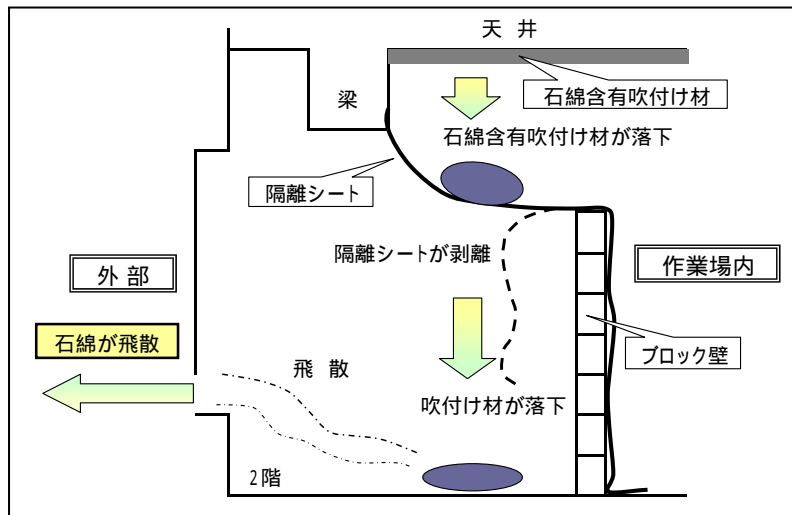 天 井
石綿含有吹付け材
梁
石綿含有吹付け材が落下
隔離シート
隔離シートが剥離
外 部
作業場内
石綿が飛散
ブロック壁
飛 散
吹付け材が落下
2階